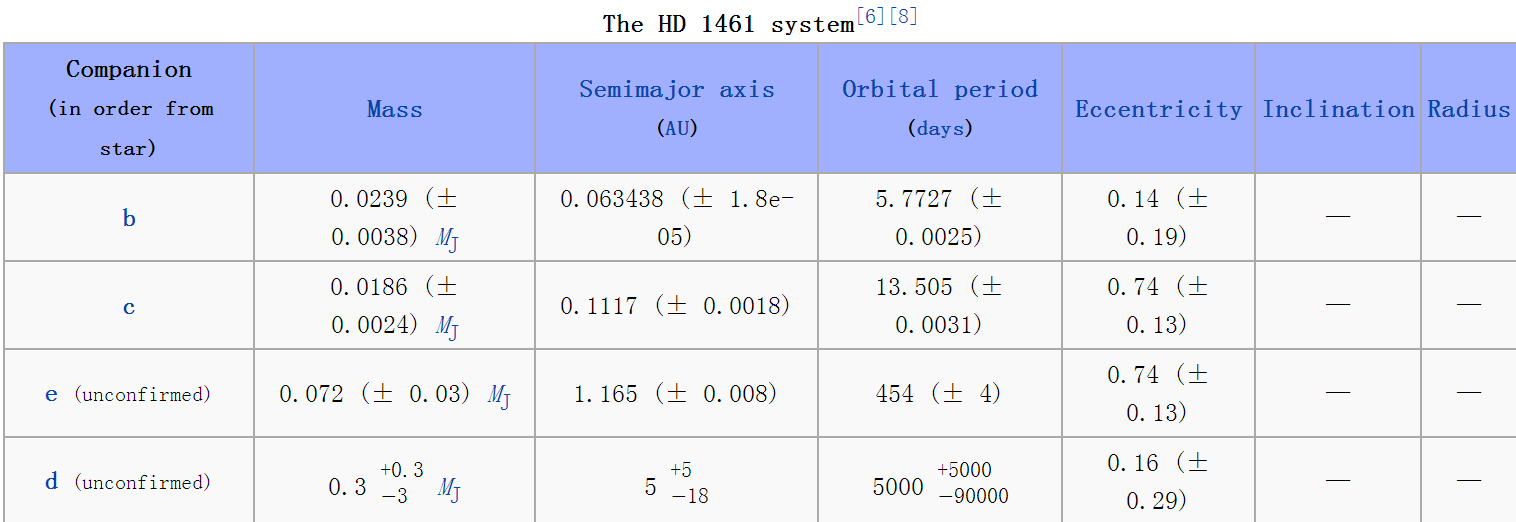 The HD 1461 system[6][8]
Companion
(in order from
star)
Mass
Semimajor axis
(AU)
Orbital period
(days)
Eccentricity
Inclination
Radius
b
0.0239 (±
0.0038) MJ
0.063438 (± 1.8e-
05)
5.7727 (±
0.0025)
0.14 (±
0.19)
—
—
c
0.0186 (±
0.0024) MJ
0.1117 (± 0.0018)
13.505 (±
0.0031)
0.74 (±
0.13)
—
—
e (unconfirmed)
0.072 (± 0.03) MJ
1.165 (± 0.008)
454 (± 4)
0.74 (±
0.13)
—
—
d (unconfirmed)
0.3 +0.3 −3 MJ
5 +5 −18
5000 +5000 −90000
0.16 (±
0.29)
—
—